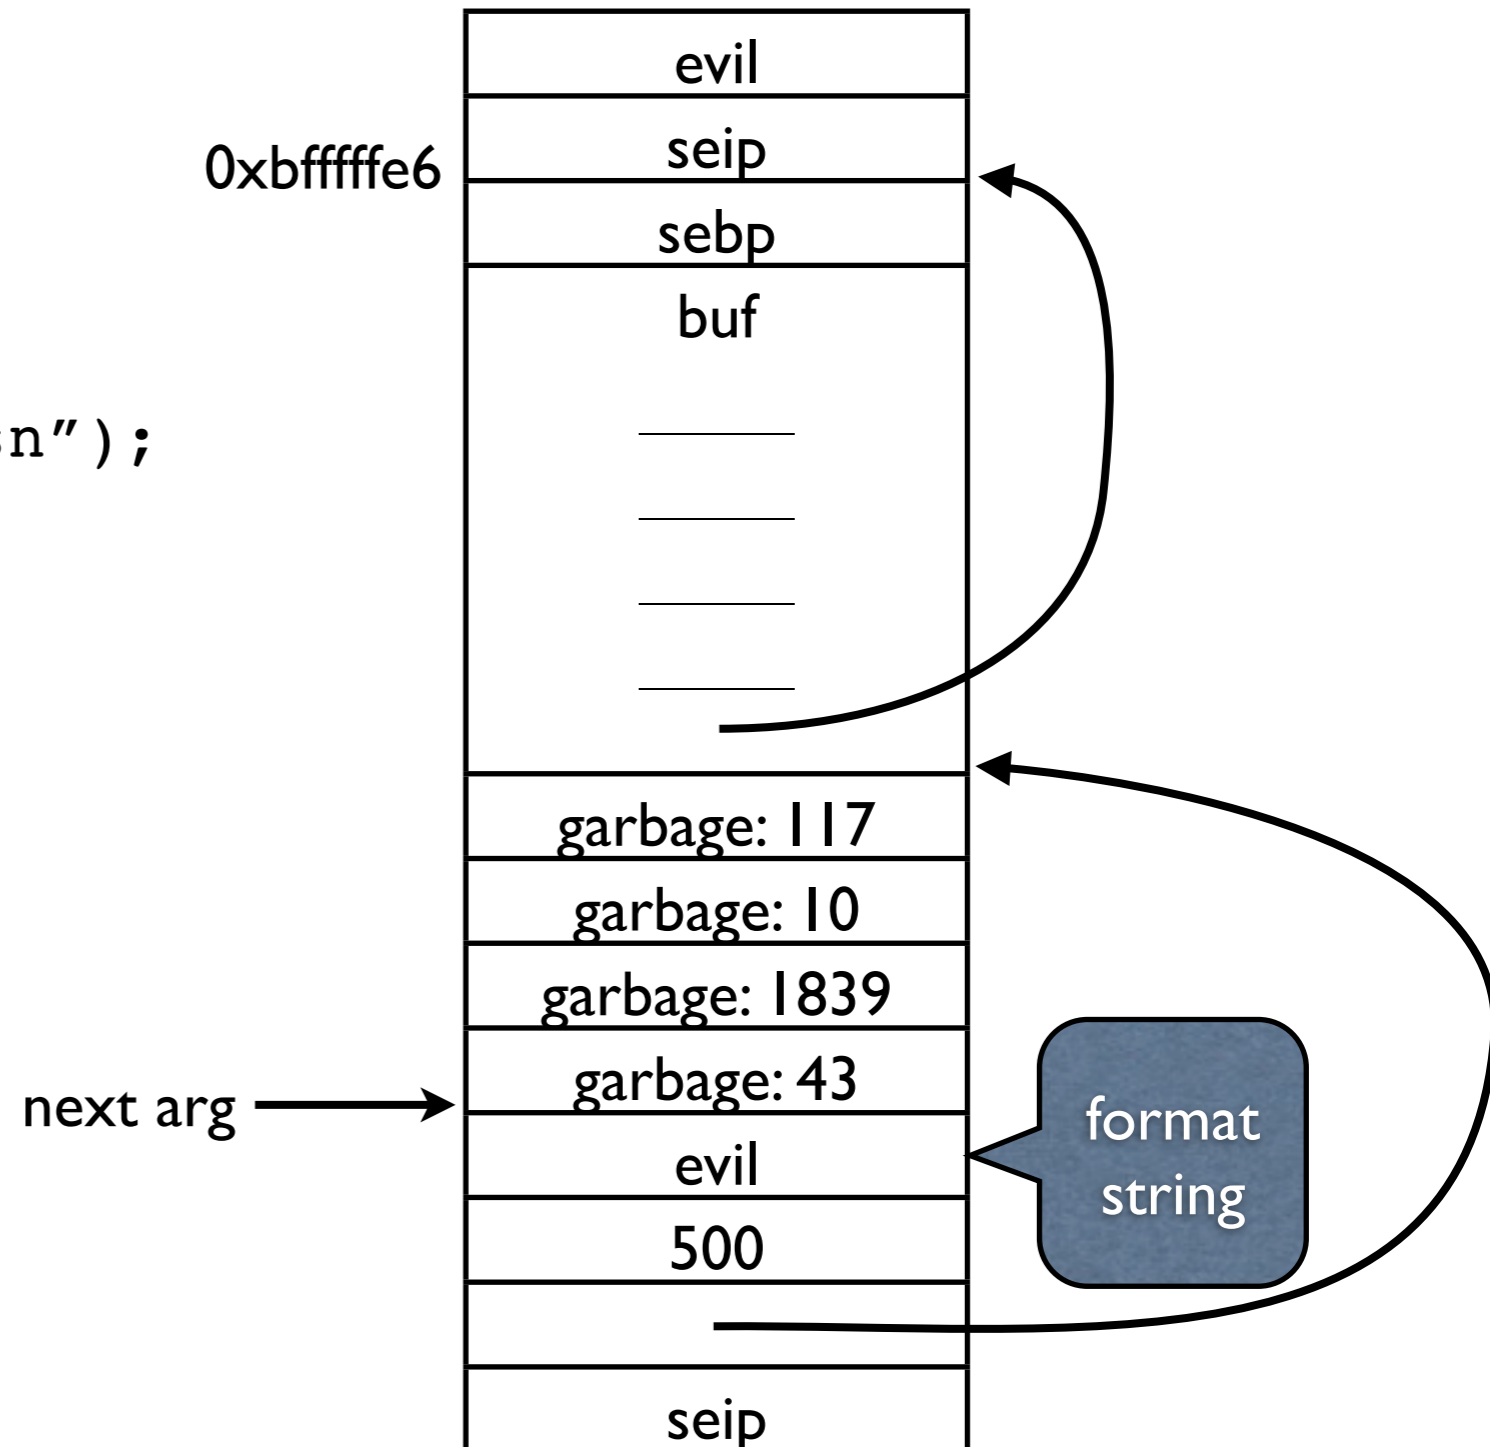 evil
seip
0xbfffffe6
sebp
buf
n”);
garbage: 117
garbage: 10
garbage: 1839
garbage: 43
next arg
format
string
evil
500
seip